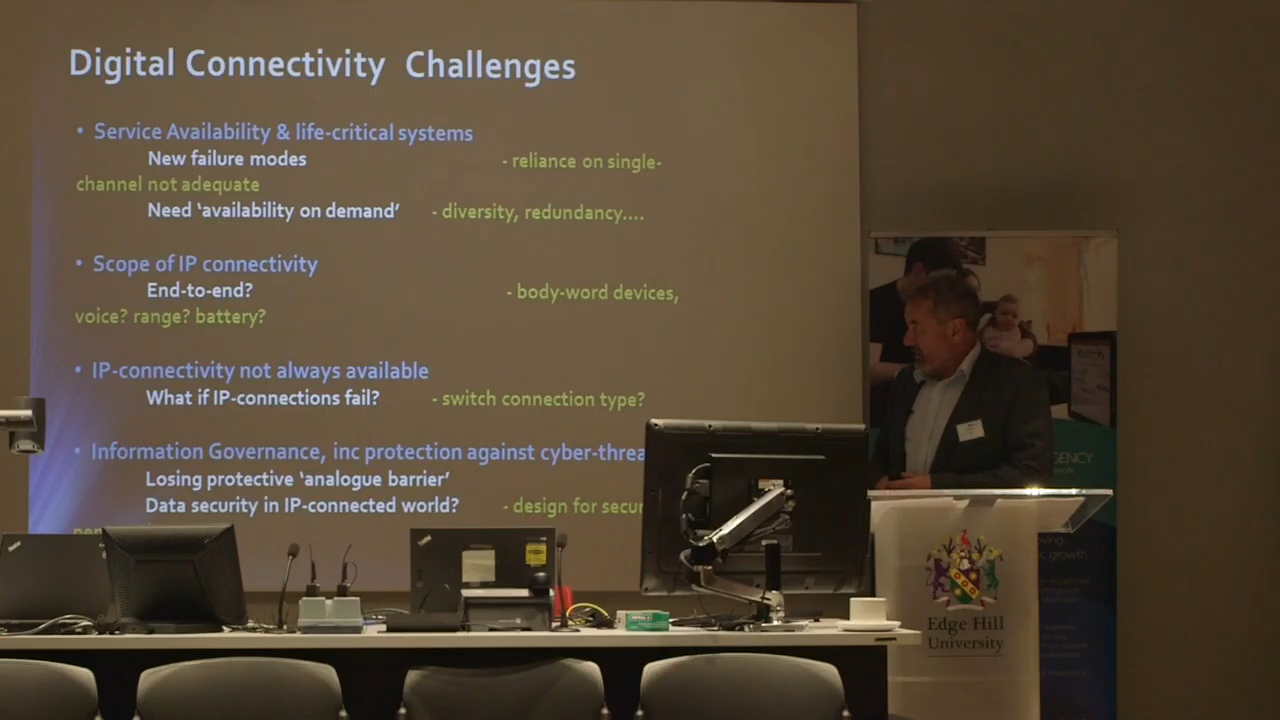 Digital Connectivity Challenges
• Service Availability & life-critical systems
New failure modes - reliance on single-
channel not adequate
Need ‘availability on demand’ - diversity, redundancy....
• Scope of IP connectivity
End-to-end? - body-word devices,
voice? range? battery?
• IP-connectivity not always available
What if IP-connections fail? - switch connection type?
• Information Governance, inc protection against
Losing protective ‘analogue barrier’
Data security in IP-connected world? - design for
Edge Hill
University